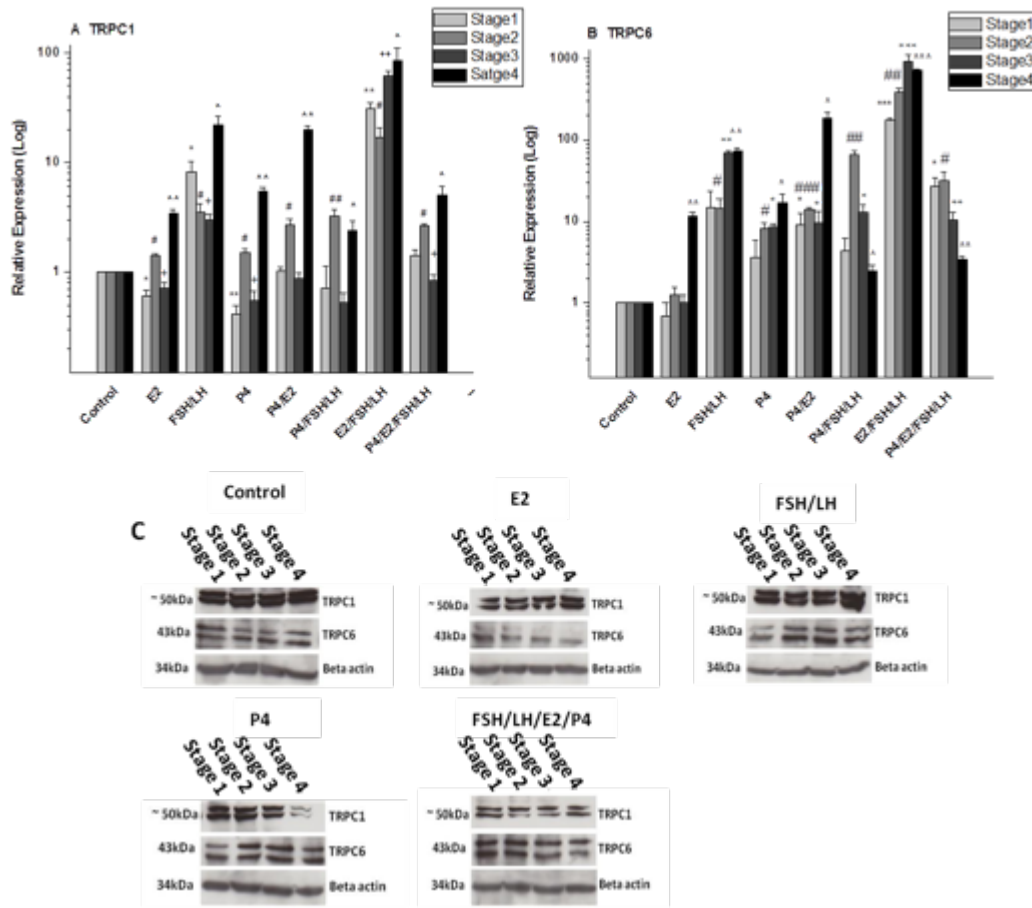 A TRPC1
Stage1
Stage2
Stage3
Satge4
Relative Expression (Log)
100
10
1
Control
E2
FSH/LH
P4
P4/E2
P4/FSH/LH
E2/FSH/LH
P4/E2/FSH/LH
* # + ^^
* # + ^
** # + ^^
# ^^
## ^
** # ++ ^
# + ^
B TRPC6
Stage1
Stage2
Stage3
Stage4
Relative Expression (Log)
1000
100
10
1
Control
E2
FSH/LH
P4
P4/E2
P4/FSH/LH
E2/FSH/LH
P4/E2/FSH/LH
C
Control
Stage 1
Stage 2
Stage 3
Stage 4
~ 50kDa
TRPC1
43kDa
TRPC6
34kDa
Beta actin
E2
Stage 1
Stage 2
Stage 3
Stage 4
~ 50kDa
TRPC1
43kDa
TRPC6
34kDa
Beta actin
FSH/LH
Stage 1
Stage 2
Stage 3
Stage 4
~ 50kDa
TRPC1
43kDa
TRPC6
34kDa
Beta actin
P4
Stage 1
Stage 2
Stage 3
Stage 4
~ 50kDa
TRPC1
43kDa
TRPC6
34kDa
Beta actin
FSH/LH/E2/P4
Stage 1
Stage 2
Stage 3
Stage 4
~ 50kDa
TRPC1
43kDa
TRPC6
34kDa
Beta actin